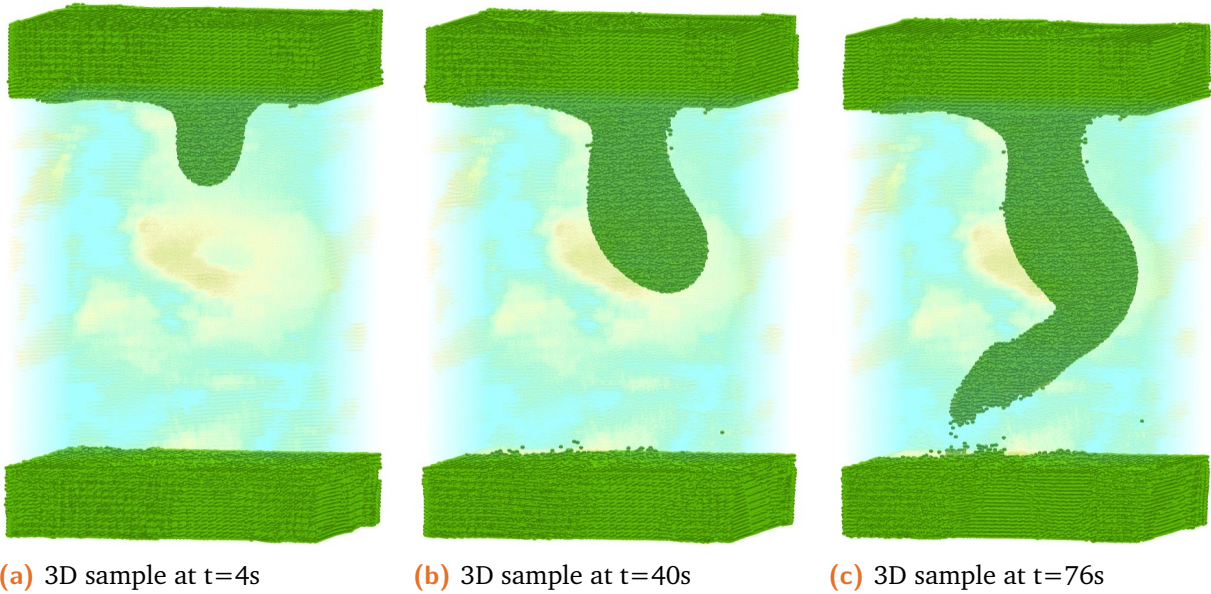 (a) 3D sample at t=4s
(b) 3D sample at t=40s
(c) 3D sample at t=76s